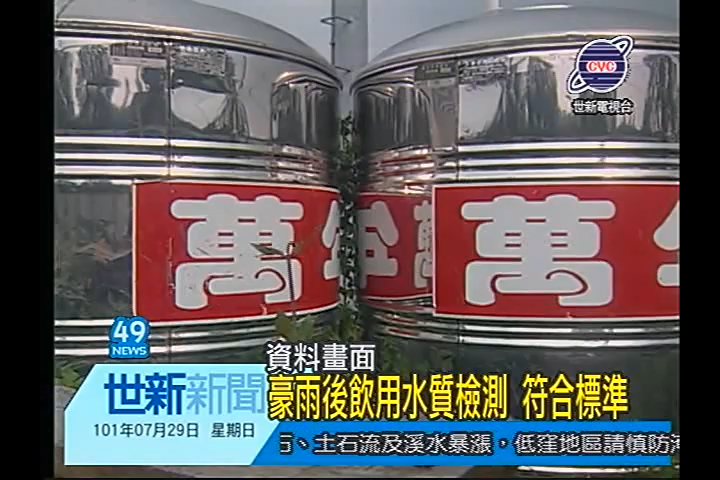 CVC
世新電視台
萬年
萬
萬
49
NEWS
資料畫面
世新新聞
豪雨後飲用水質檢測 符合標準
101年07月29日 星期日
石、土石流及溪水暴漲，低窪地區請慎防